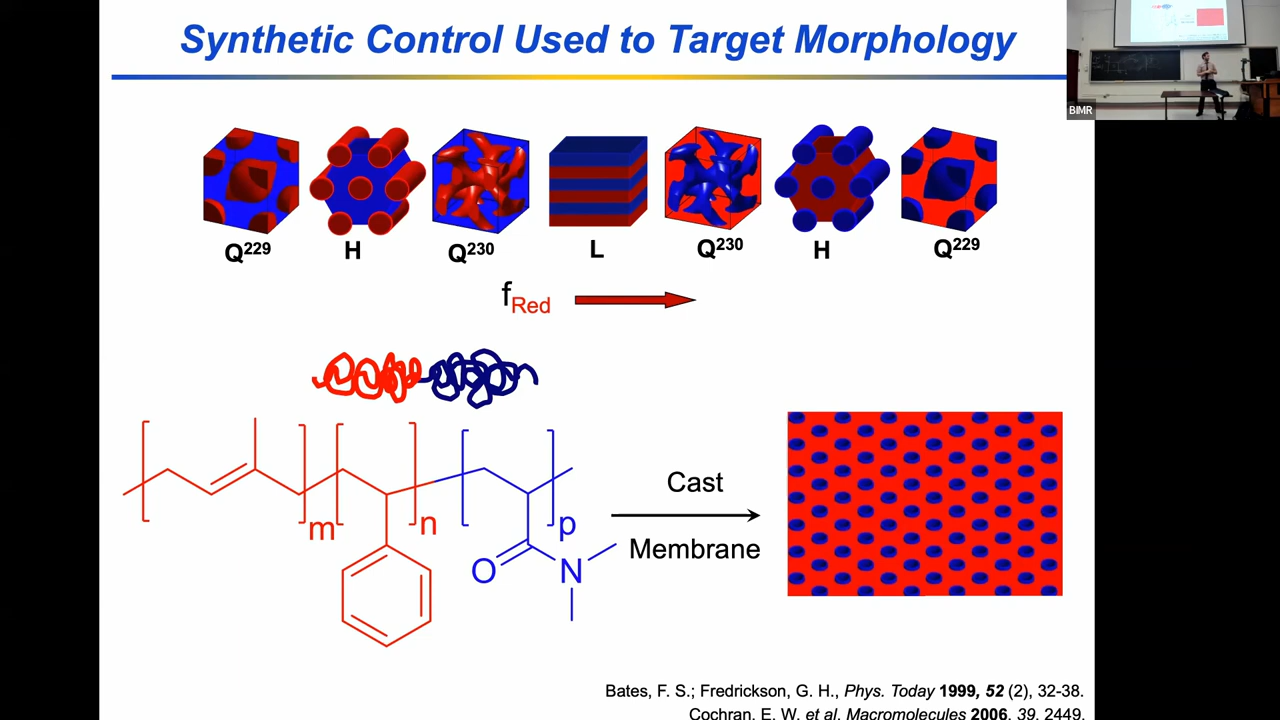 Synthetic Control Used to Target Morphology
BIMR
Q229 H Q230 L Q230 H Q229
fRed
m n p
O N
Cast
Membrane
Bates, F. S.; Fredrickson, G. H., Phys. Today 1999, 52 (2), 32-38.
Cochran, E. W. et al. Macromolecules 2006, 39, 2449.